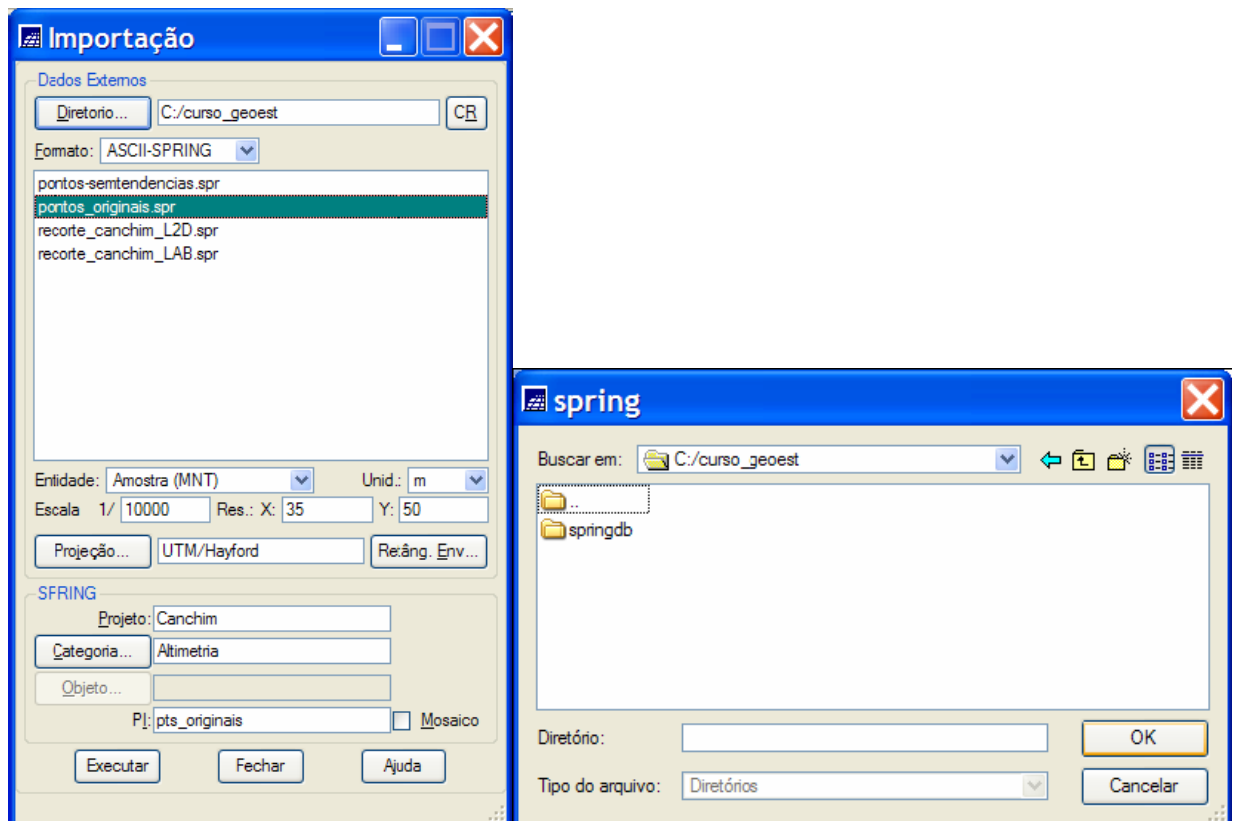 Importação
Dados Externos
Diretorio... C:/curso_geoest CR
Formato: ASCII-SPRING
pontos-semtendencias.spr
pontos_originais.spr
recorte_canchim_L2D.spr
recorte_canchim_LAB.spr
Entidade: Amostra (MNT) Unid.: m
Escala 1/ 10000 Res.: X: 35 Y: 50
Projeção... UTM/Hayford Retâng. Env...
SPRING
Projeto: Canchim
Categoria... Altimetria
Objeto...
PI: pts_originais Mosaico
Executar Fechar Ajuda
spring
Buscar em: C:/curso_geoest
..
springdb
Diretório: OK
Tipo do arquivo: Diretórios Cancelar